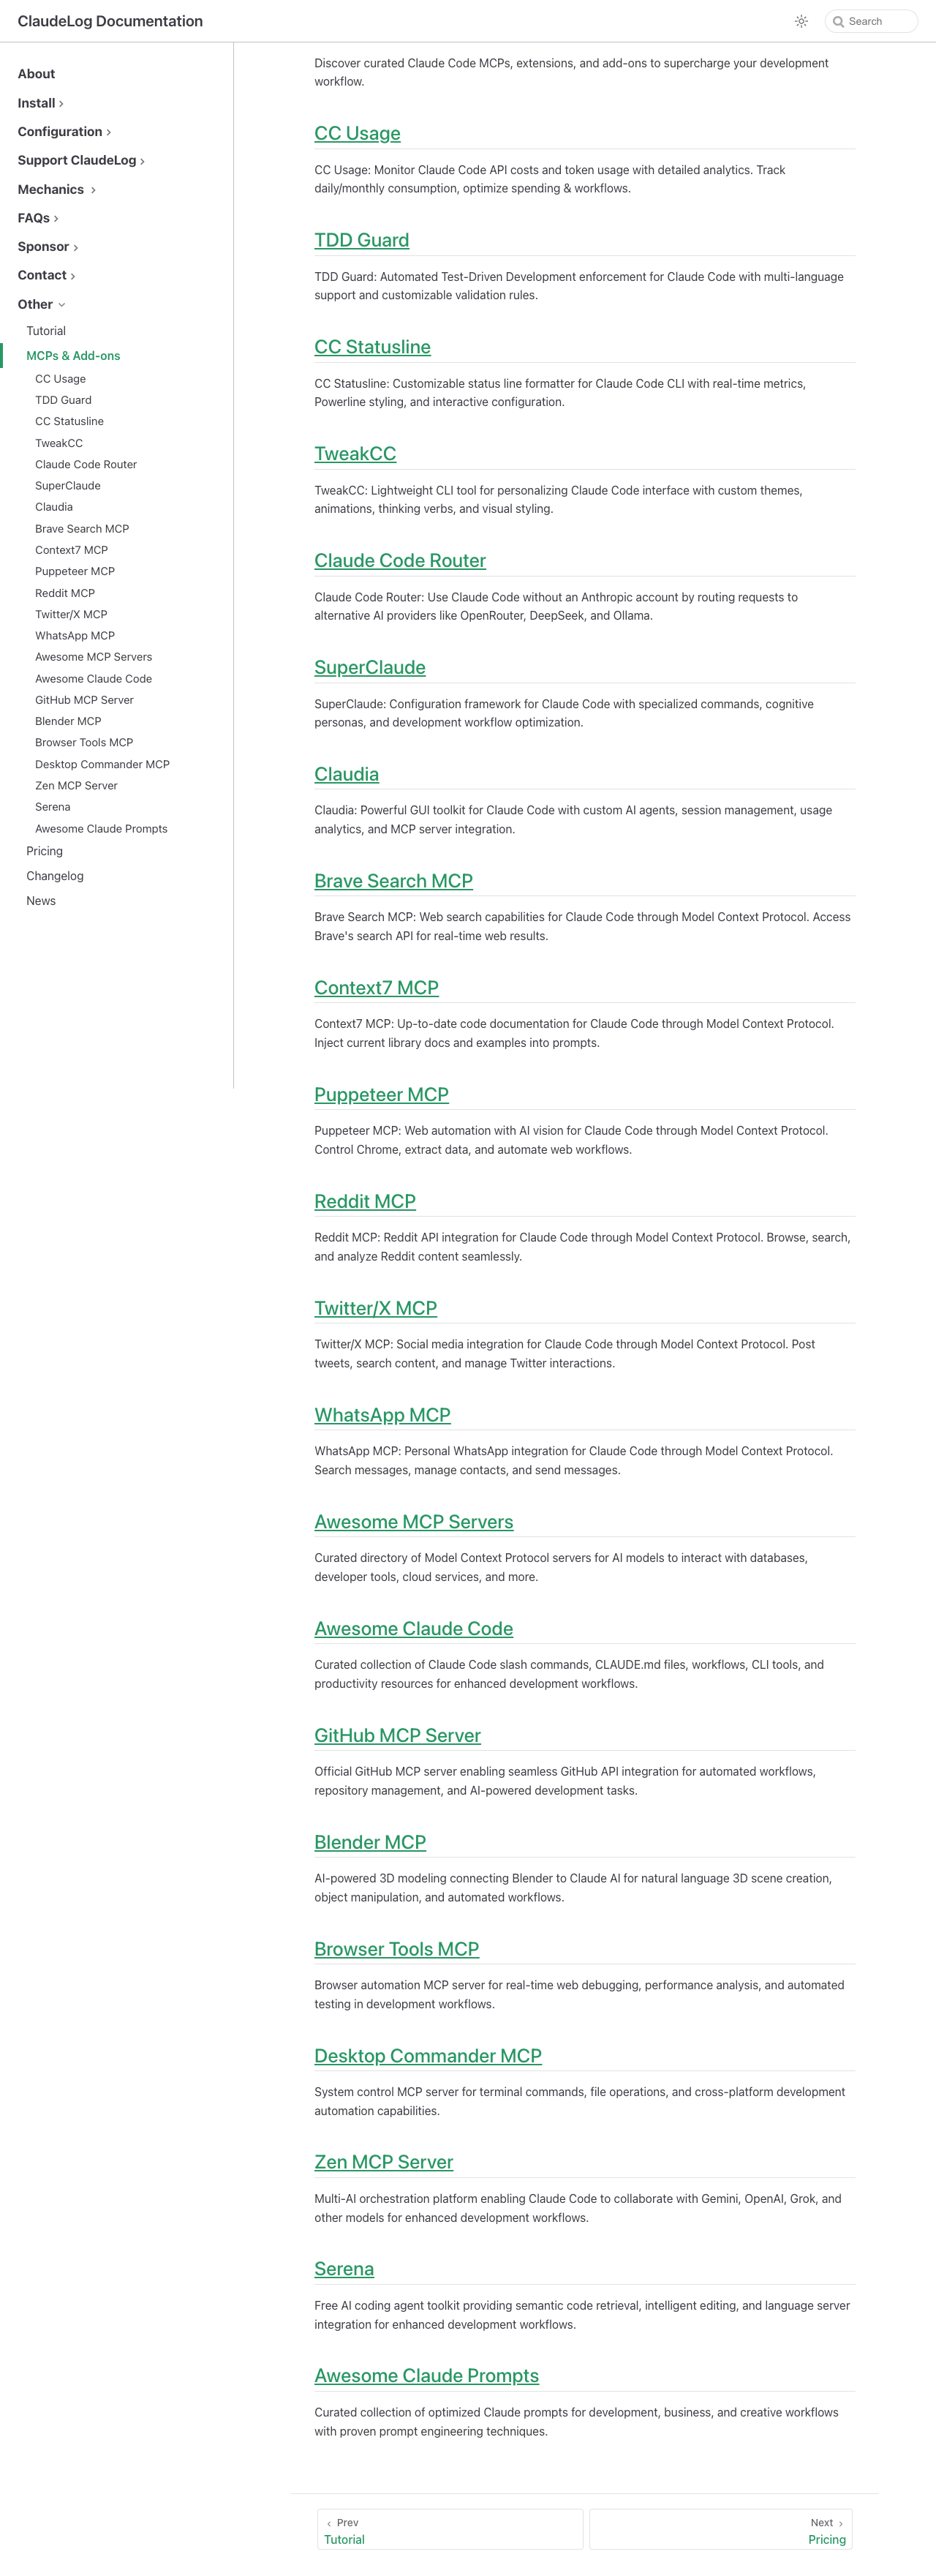 ClaudeLog Documentation
Search
About
Install
Configuration
Support ClaudeLog
Mechanics
FAQs
Sponsor
Contact
Other
Tutorial
MCPs & Add-ons
CC Usage
TDD Guard
CC Statusline
TweakCC
Claude Code Router
SuperClaude
Claudia
Brave Search MCP
Context7 MCP
Puppeteer MCP
Reddit MCP
Twitter/X MCP
WhatsApp MCP
Awesome MCP Servers
Awesome Claude Code
GitHub MCP Server
Blender MCP
Browser Tools MCP
Desktop Commander MCP
Zen MCP Server
Serena
Awesome Claude Prompts
Pricing
Changelog
News
Discover curated Claude Code MCPs, extensions, and add-ons to supercharge your development
workflow.
CC Usage
CC Usage: Monitor Claude Code API costs and token usage with detailed analytics. Track
daily/monthly consumption, optimize spending & workflows.
TDD Guard
TDD Guard: Automated Test-Driven Development enforcement for Claude Code with multi-language
support and customizable validation rules.
CC Statusline
CC Statusline: Customizable status line formatter for Claude Code CLI with real-time metrics,
Powerline styling, and interactive configuration.
TweakCC
TweakCC: Lightweight CLI tool for personalizing Claude Code interface with custom themes,
animations, thinking verbs, and visual styling.
Claude Code Router
Claude Code Router: Use Claude Code without an Anthropic account by routing requests to
alternative AI providers like OpenRouter, DeepSeek, and Ollama.
SuperClaude
SuperClaude: Configuration framework for Claude Code with specialized commands, cognitive
personas, and development workflow optimization.
Claudia
Claudia: Powerful GUI toolkit for Claude Code with custom AI agents, session management, usage
analytics, and MCP server integration.
Brave Search MCP
Brave Search MCP: Web search capabilities for Claude Code through Model Context Protocol. Access
Brave's search API for real-time web results.
Context7 MCP
Context7 MCP: Up-to-date code documentation for Claude Code through Model Context Protocol.
Inject current library docs and examples into prompts.
Puppeteer MCP
Puppeteer MCP: Web automation with AI vision for Claude Code through Model Context Protocol.
Control Chrome, extract data, and automate web workflows.
Reddit MCP
Reddit MCP: Reddit API integration for Claude Code through Model Context Protocol. Browse, search,
and analyze Reddit content seamlessly.
Twitter/X MCP
Twitter/X MCP: Social media integration for Claude Code through Model Context Protocol. Post
tweets, search content, and manage Twitter interactions.
WhatsApp MCP
WhatsApp MCP: Personal WhatsApp integration for Claude Code through Model Context Protocol.
Search messages, manage contacts, and send messages.
Awesome MCP Servers
Curated directory of Model Context Protocol servers for AI models to interact with databases,
developer tools, cloud services, and more.
Awesome Claude Code
Curated collection of Claude Code slash commands, CLAUDE.md files, workflows, CLI tools, and
productivity resources for enhanced development workflows.
GitHub MCP Server
Official GitHub MCP server enabling seamless GitHub API integration for automated workflows,
repository management, and AI-powered development tasks.
Blender MCP
AI-powered 3D modeling connecting Blender to Claude AI for natural language 3D scene creation,
object manipulation, and automated workflows.
Browser Tools MCP
Browser automation MCP server for real-time web debugging, performance analysis, and automated
testing in development workflows.
Desktop Commander MCP
System control MCP server for terminal commands, file operations, and cross-platform development
automation capabilities.
Zen MCP Server
Multi-AI orchestration platform enabling Claude Code to collaborate with Gemini, OpenAI, Grok, and
other models for enhanced development workflows.
Serena
Free AI coding agent toolkit providing semantic code retrieval, intelligent editing, and language server
integration for enhanced development workflows.
Awesome Claude Prompts
Curated collection of optimized Claude prompts for development, business, and creative workflows
with proven prompt engineering techniques.
Prev
Tutorial
Next
Pricing